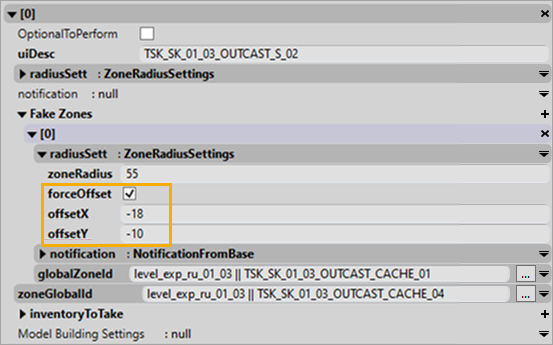 [0]
OptionalToPerform
uiDesc TSK_SK_01_03_OUTCAST_S_02
radiusSett : ZoneRadiusSettings
notification : null
Fake Zones +
[0]
radiusSett : ZoneRadiusSettings
zoneRadius 55
forceOffset
offsetX -18
offsetY -10
notification : NotificationFromBase
globalZoneId level_exp_ru_01_03 || TSK_SK_01_03_OUTCAST_CACHE_01 ...
zoneGlobalId level_exp_ru_01_03 || TSK_SK_01_03_OUTCAST_CACHE_04 ...
inventoryToTake +
Model Building Settings : null